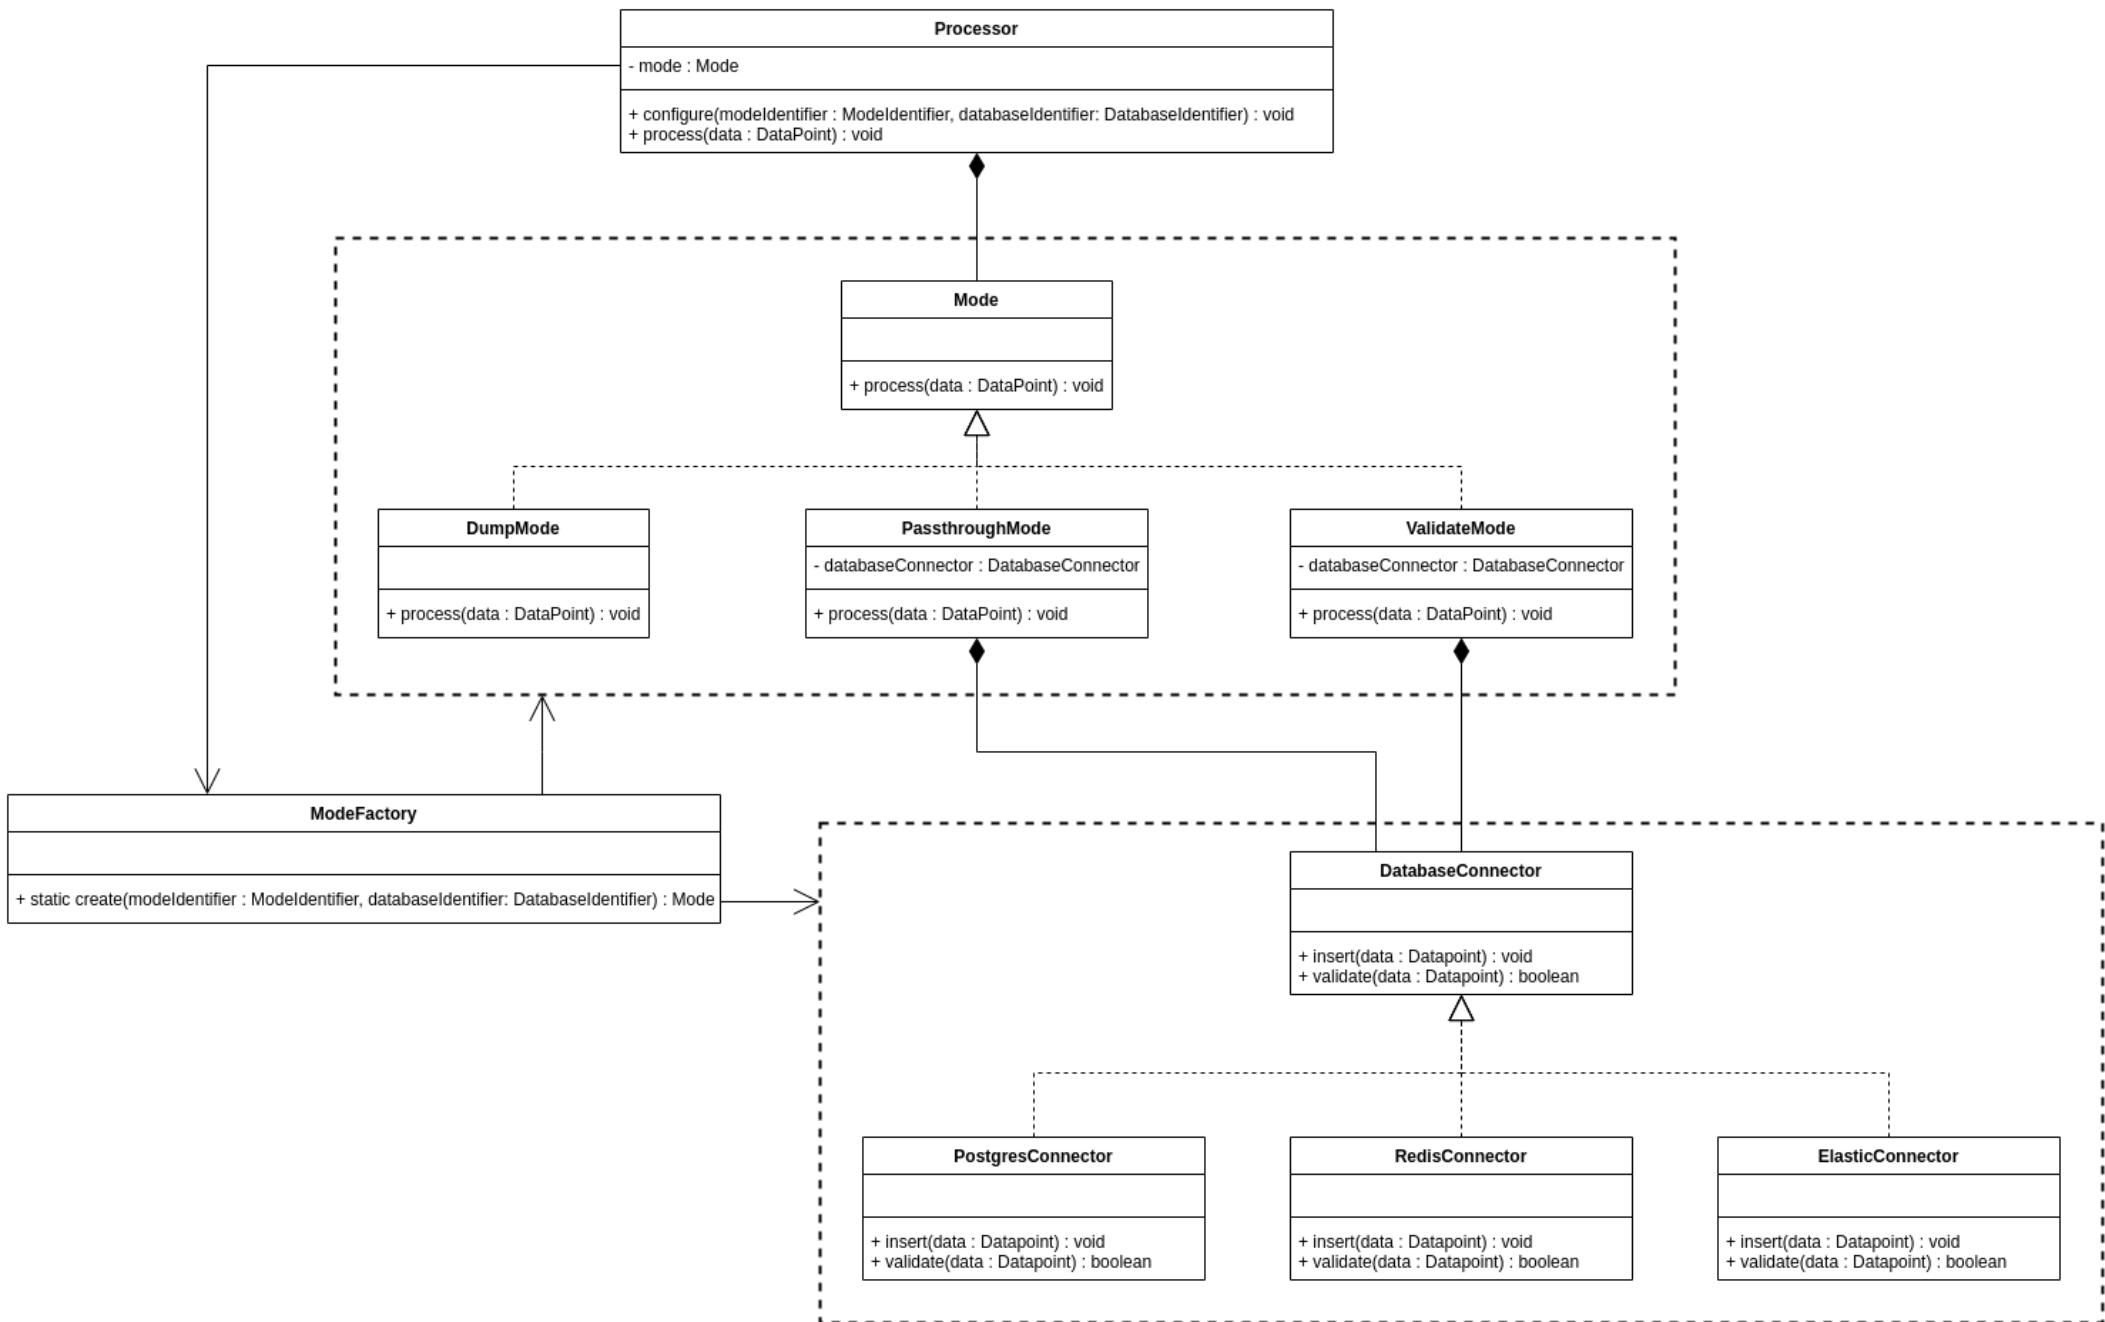 Processor
- mode : Mode
+ configure(modeIdentifier : ModeIdentifier, databaseIdentifier: DatabaseIdentifier) : void
+ process(data : DataPoint) : void
Mode
+ process(data : DataPoint) : void
DumpMode
+ process(data : DataPoint) : void
PassthroughMode
- databaseConnector : DatabaseConnector
+ process(data : DataPoint) : void
ValidateMode
- databaseConnector : DatabaseConnector
+ process(data : DataPoint) : void
ModeFactory
+ static create(modeIdentifier : ModeIdentifier, databaseIdentifier: DatabaseIdentifier) : Mode
DatabaseConnector
+ insert(data : Datapoint) : void
+ validate(data : Datapoint) : boolean
PostgresConnector
+ insert(data : Datapoint) : void
+ validate(data : Datapoint) : boolean
RedisConnector
+ insert(data : Datapoint) : void
+ validate(data : Datapoint) : boolean
ElasticConnector
+ insert(data : Datapoint) : void
+ validate(data : Datapoint) : boolean